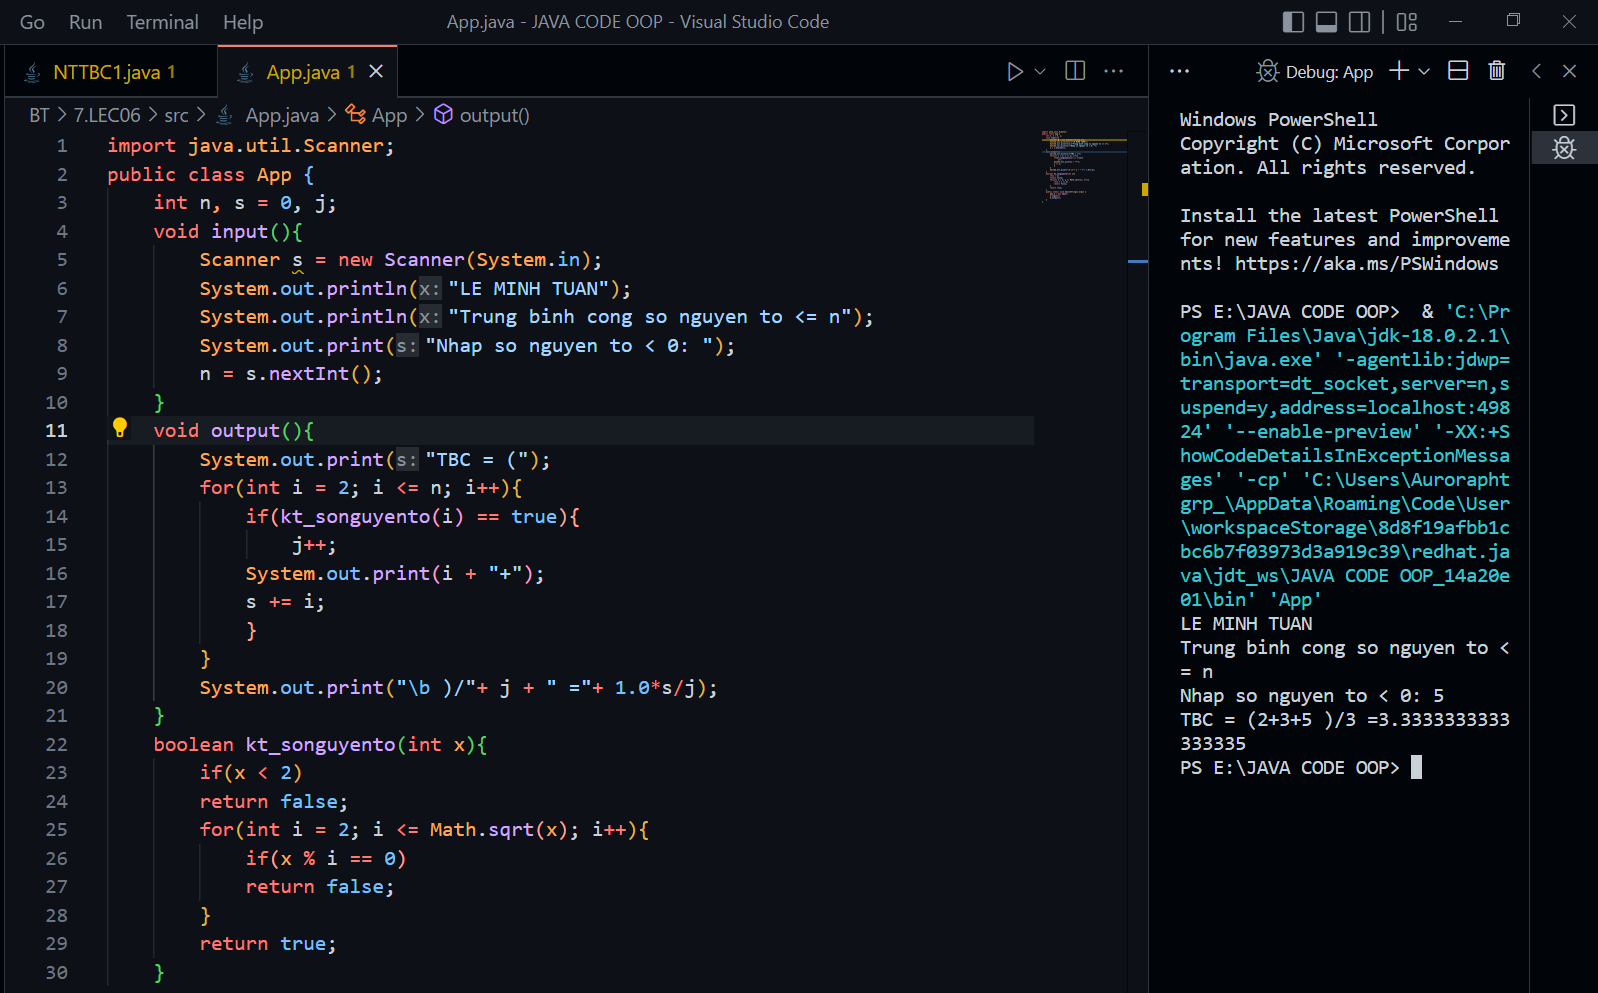 Go Run Terminal Help App.java - JAVA CODE OOP - Visual Studio Code
NTTBC1.java 1 App.java 1
BT > 7.LEC06 > src > App.java > App > output()
1 import java.util.Scanner;
2 public class App {
3 int n, s = 0, j;
4 void input(){
5 Scanner s = new Scanner(System.in);
6 System.out.println(x: "LE MINH TUAN");
7 System.out.println(x: "Trung binh cong so nguyen to <= n");
8 System.out.print(s: "Nhap so nguyen to < 0: ");
9 n = s.nextInt();
10 }
11 void output(){
12 System.out.print(s: "TBC = (");
13 for(int i = 2; i <= n; i++){
14 if(kt_songuyento(i) == true){
15 j++;
16 System.out.print(i + "+");
17 s += i;
18 }
19 }
20 System.out.print("\b )/"+ j + " ="+ 1.0*s/j);
21 }
22 boolean kt_songuyento(int x){
23 if(x < 2)
24 return false;
25 for(int i = 2; i <= Math.sqrt(x); i++){
26 if(x % i == 0)
27 return false;
28 }
29 return true;
30 }
Debug: App
Windows PowerShell
Copyright (C) Microsoft Corpor
ation. All rights reserved.
Install the latest PowerShell
for new features and improveme
nts! https://aka.ms/PSWindows
PS E:\JAVA CODE OOP>  & 'C:\Pr
ogram Files\Java\jdk-18.0.2.1\
bin\java.exe' '-agentlib:jdwp=
transport=dt_socket,server=n,s
uspend=y,address=localhost:498
24' '--enable-preview' '-XX:+S
howCodeDetailsInExceptionMessa
ges' '-cp' 'C:\Users\Aurorapht
grp_\AppData\Roaming\Code\User
\workspaceStorage\8d8f19afbb1c
bc6b7f03973d3a919c39\redhat.ja
va\jdt_ws\JAVA CODE OOP_14a20e
01\bin' 'App'
LE MINH TUAN
Trung binh cong so nguyen to <
= n
Nhap so nguyen to < 0: 5
TBC = (2+3+5 )/3 =3.3333333333
333335
PS E:\JAVA CODE OOP>